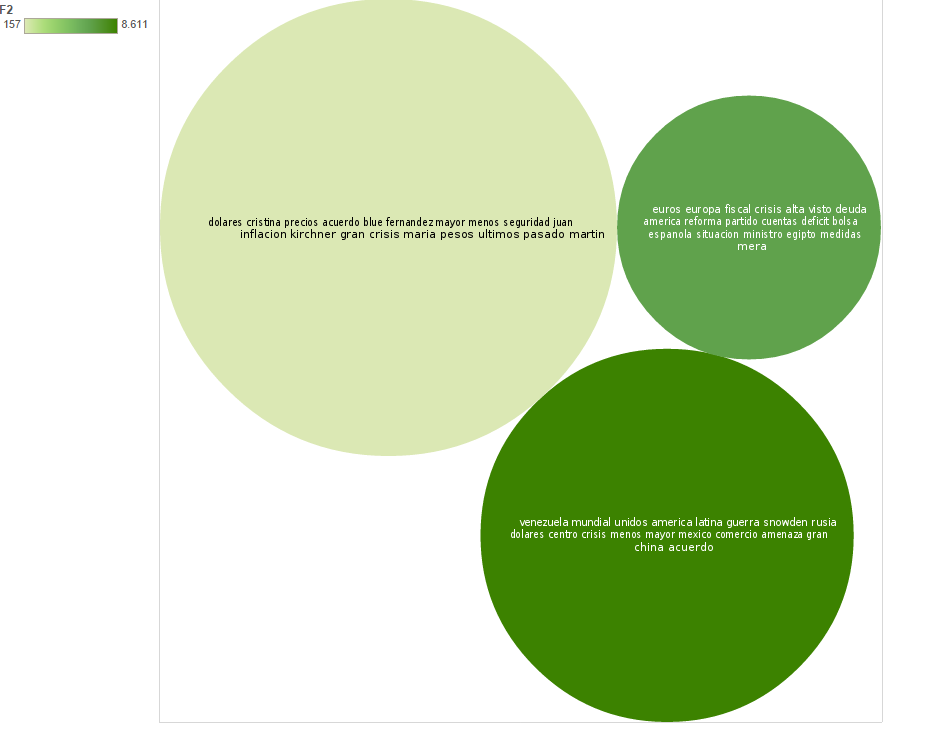 F2
157
8.611
dolares cristina precios acuerdo blue fernandez mayor menos seguridad juan
inflacion kirchner gran crisis maria pesos ultimos pasado martin
euros europa fiscal crisis alta visto deuda
america reforma partido cuentas deficit bolsa
espanola situacion ministro egipto medidas
mera
venezuela mundial unidos america latina guerra snowden rusia
dolares centro crisis menos mayor mexico comercio amenaza gran
china acuerdo